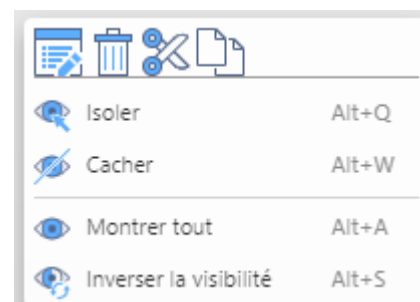 Isoler Alt+Q
Cacher Alt+W
Montrer tout Alt+A
Inverser la visibilité Alt+S